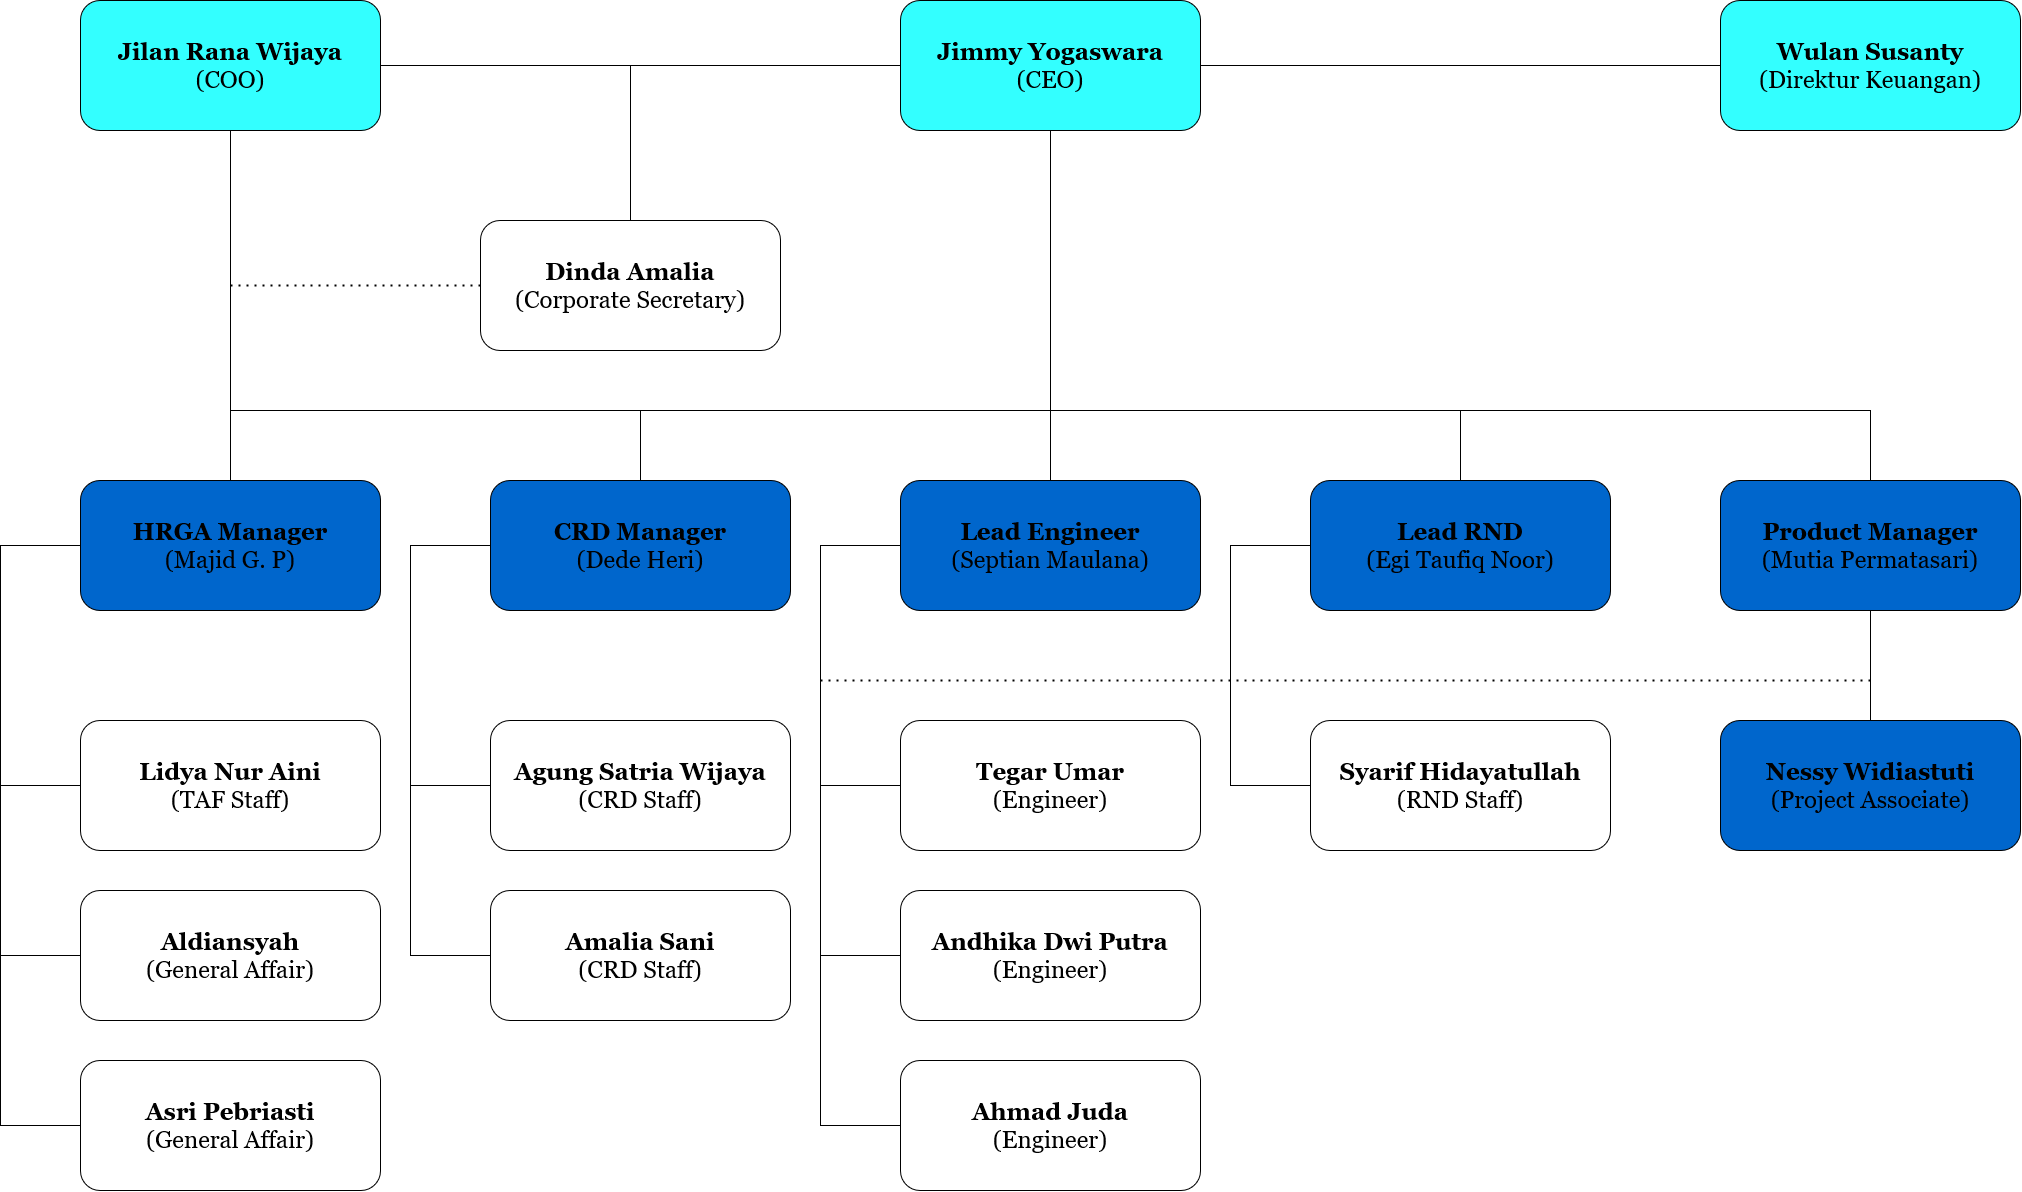 Jilan Rana Wijaya
(COO)
Jimmy Yogaswara
(CEO)
Wulan Susanty
(Direktur Keuangan)
Dinda Amalia
(Corporate Secretary)
HRGA Manager
(Majid G. P)
CRD Manager
(Dede Heri)
Lead Engineer
(Septian Maulana)
Lead RND
(Egi Taufiq Noor)
Product Manager
(Mutia Permatasari)
Lidya Nur Aini
(TAF Staff)
Agung Satria Wijaya
(CRD Staff)
Tegar Umar
(Engineer)
Syarif Hidayatullah
(RND Staff)
Nessy Widiastuti
(Project Associate)
Aldiansyah
(General Affair)
Amalia Sani
(CRD Staff)
Andhika Dwi Putra
(Engineer)
Asri Pebriasti
(General Affair)
Ahmad Juda
(Engineer)